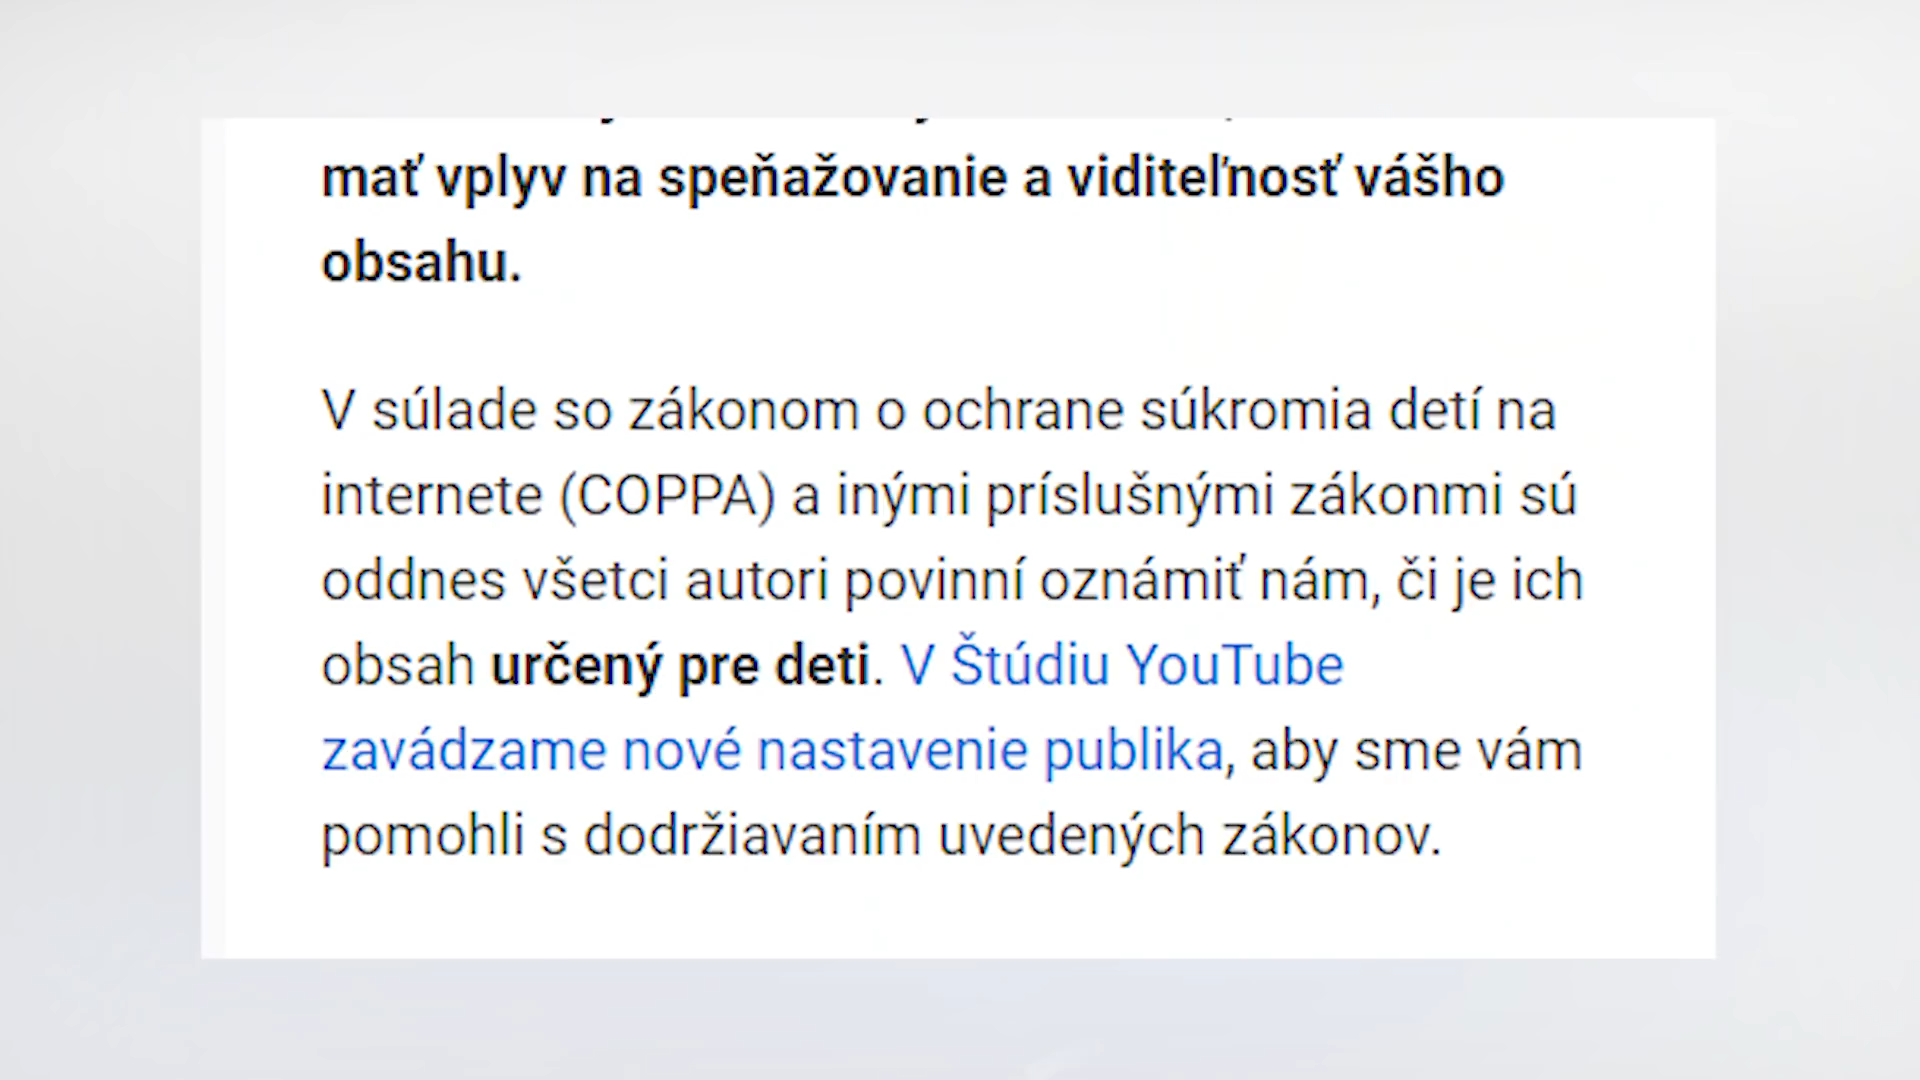 mať vplyv na speňažovanie a viditeľnosť vášho
obsahu.
V súlade so zákonom o ochrane súkromia detí na
internete (COPPA) a inými príslušnými zákonmi sú
oddnes všetci autori povinní oznámiť nám, či je ich
obsah určený pre deti. V Štúdiu YouTube
zavádzame nové nastavenie publika, aby sme vám
pomohli s dodržiavaním uvedených zákonov.